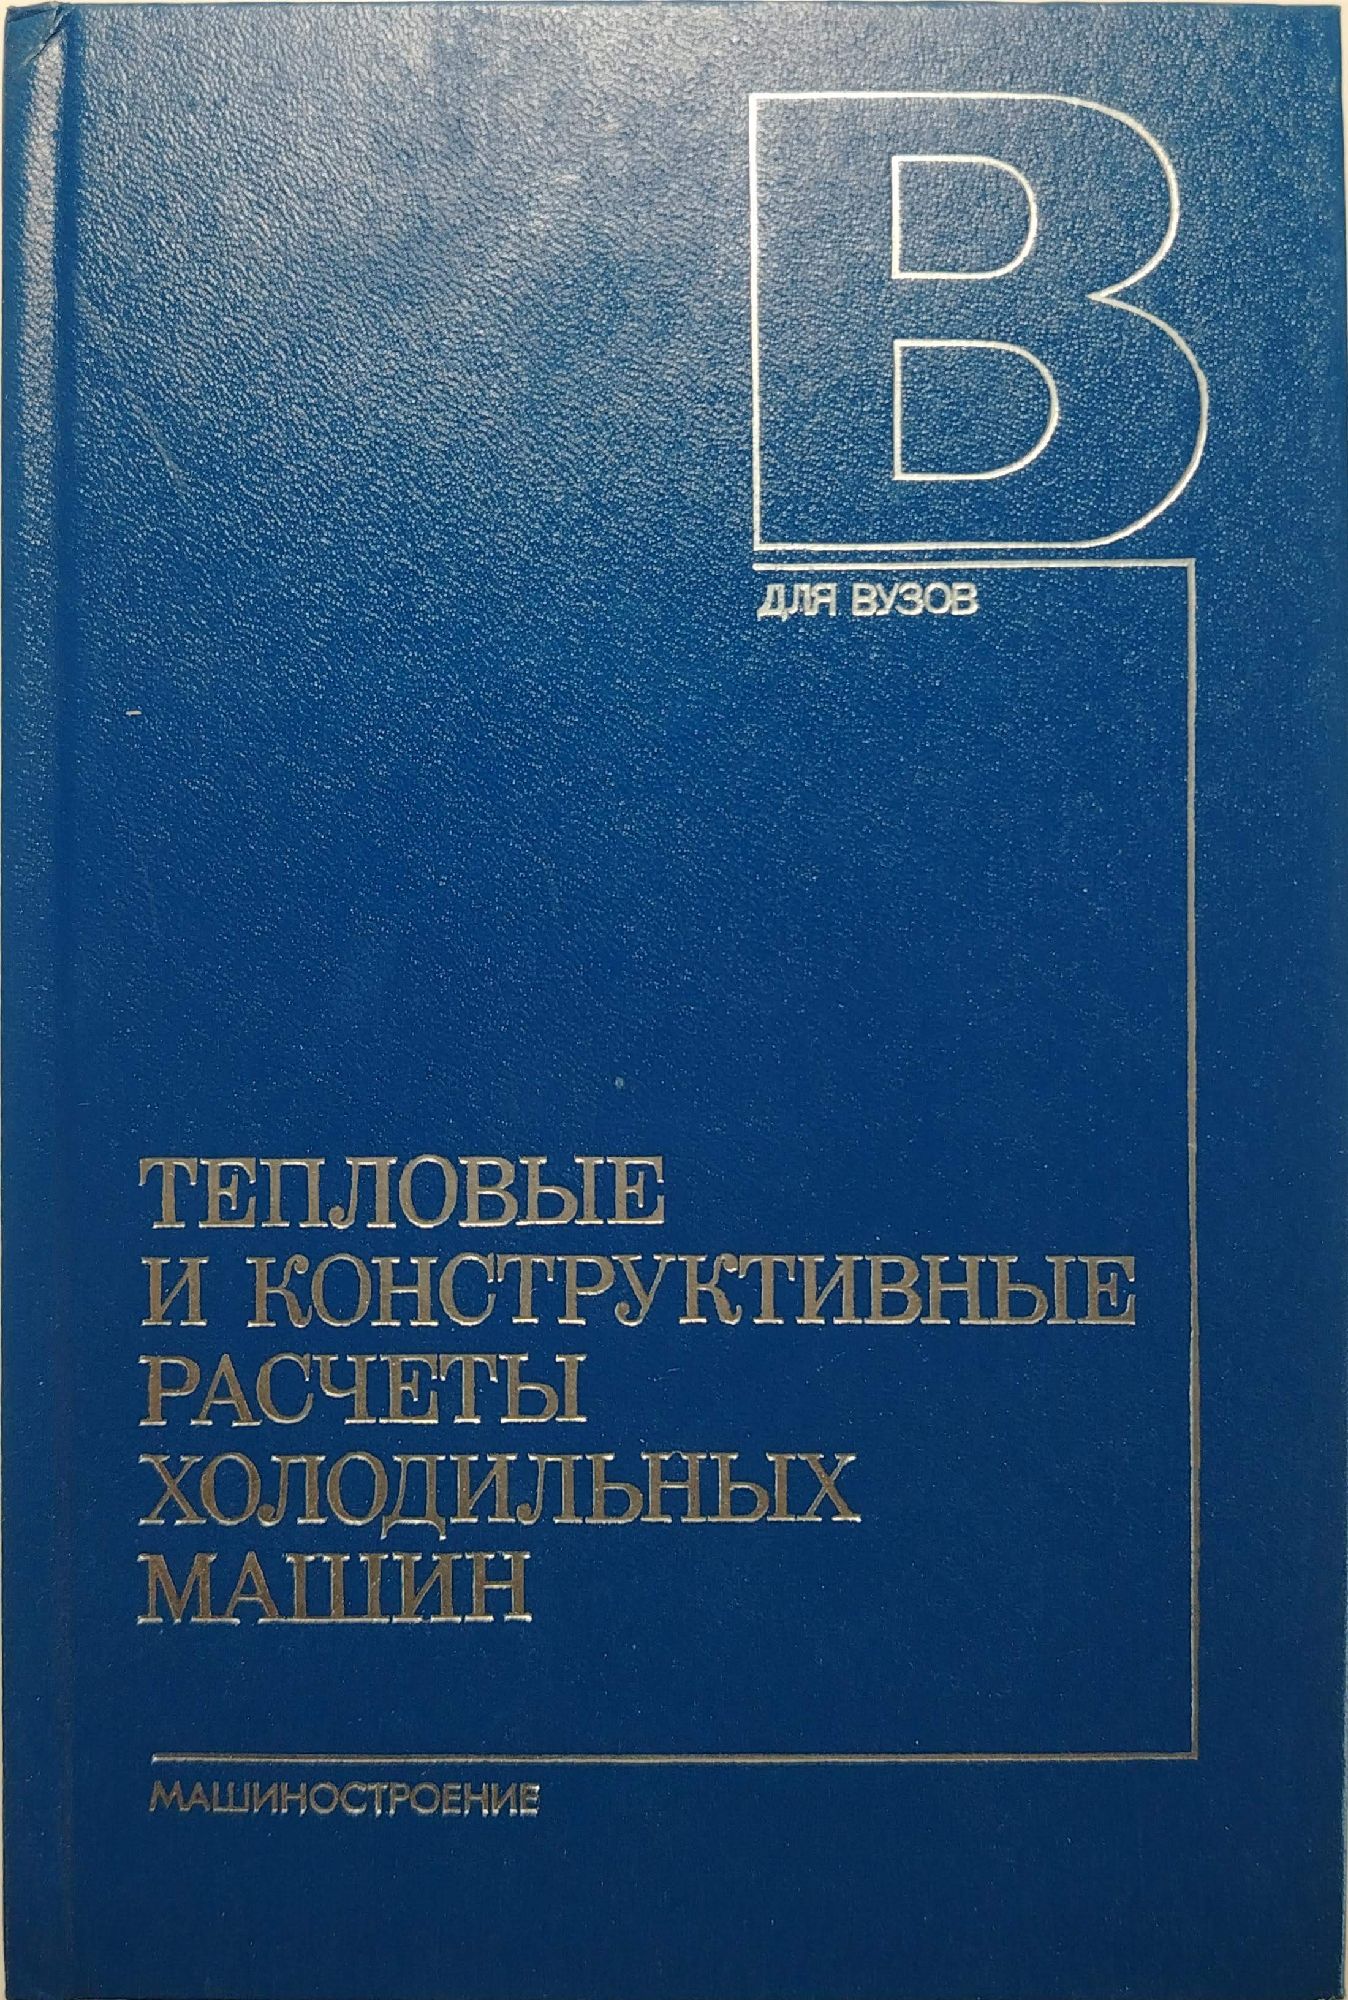 В
ДЛЯ ВУЗОВ
ТЕПЛОВЫЕ
И КОНСТРУКТИВНЫЕ
РАСЧЕТЫ
ХОЛОДИЛЬНЫХ
МАШИН
МАШИНОСТРОЕНИЕ